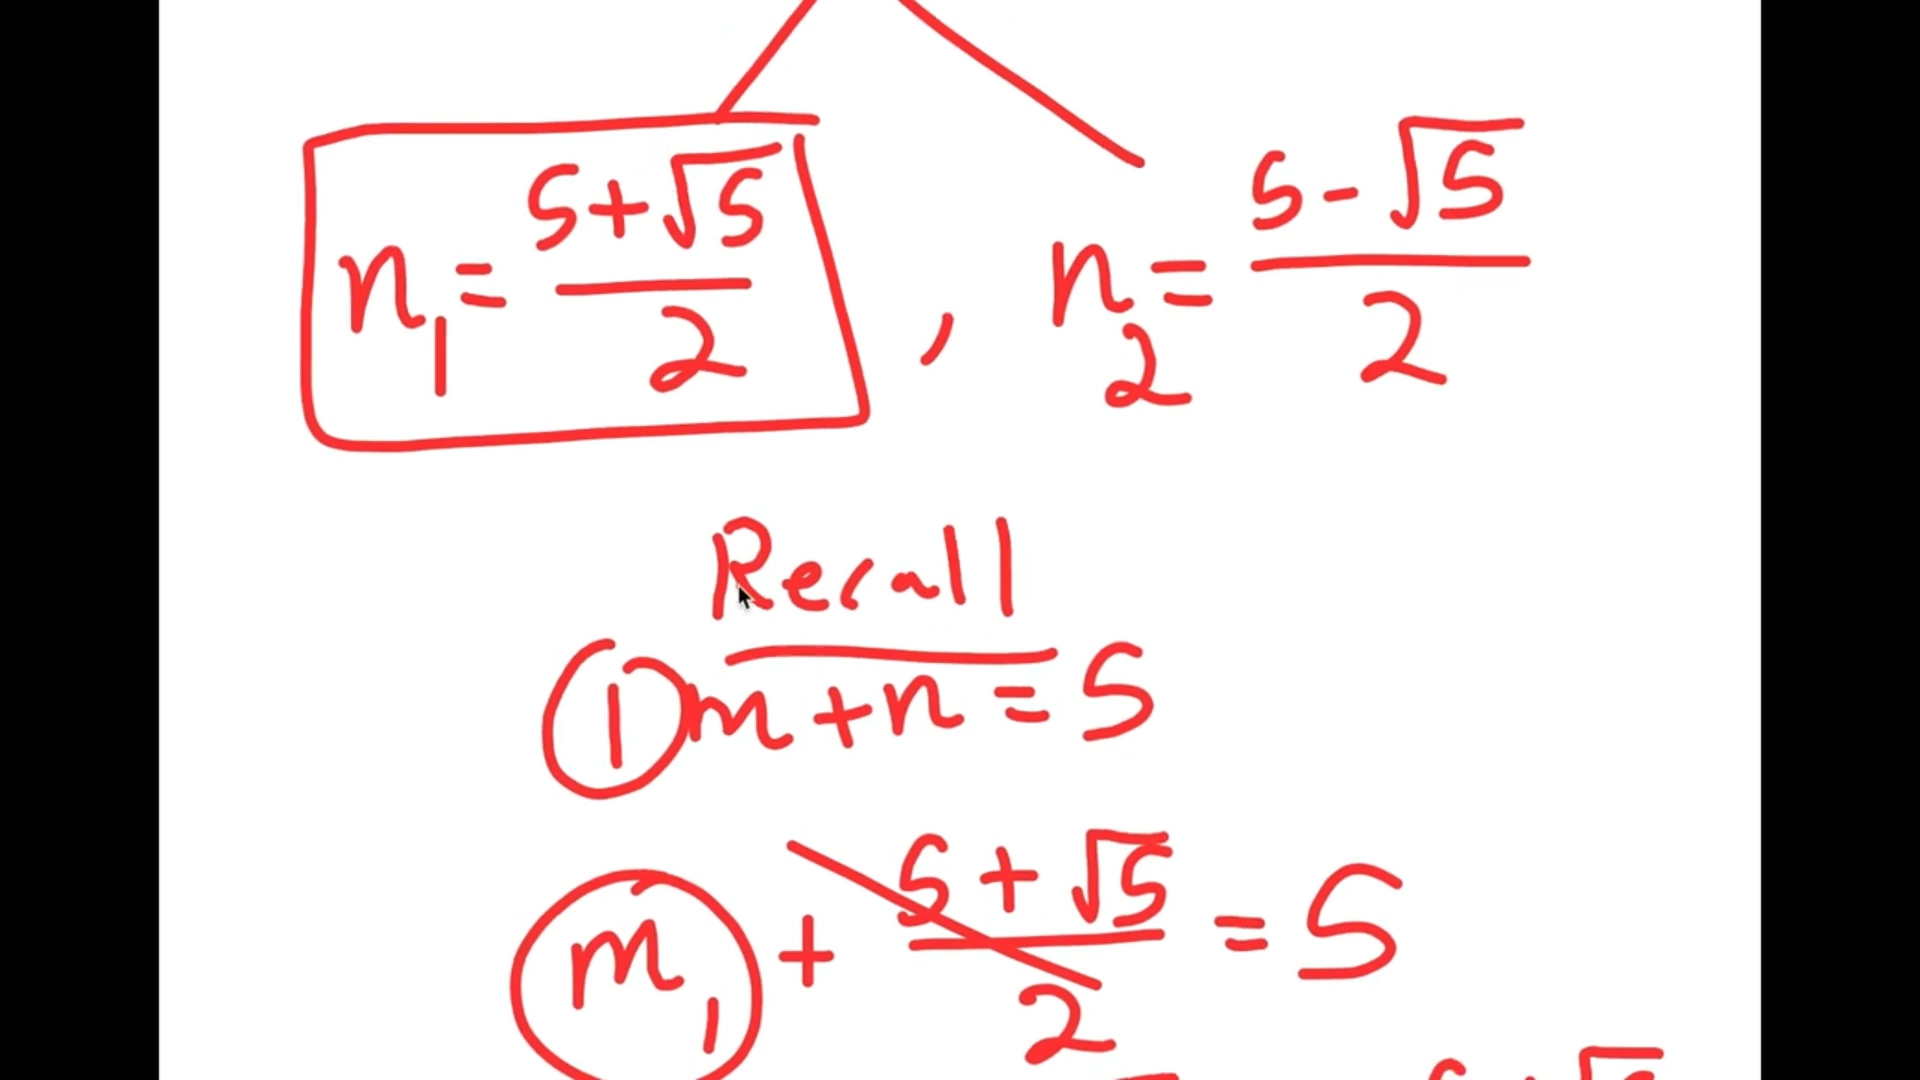 n₁ = (5+√5)/2 , n₂ = (5-√5)/2
Recall
① m+n = 5
m₁ + (5+√5)/2 = 5